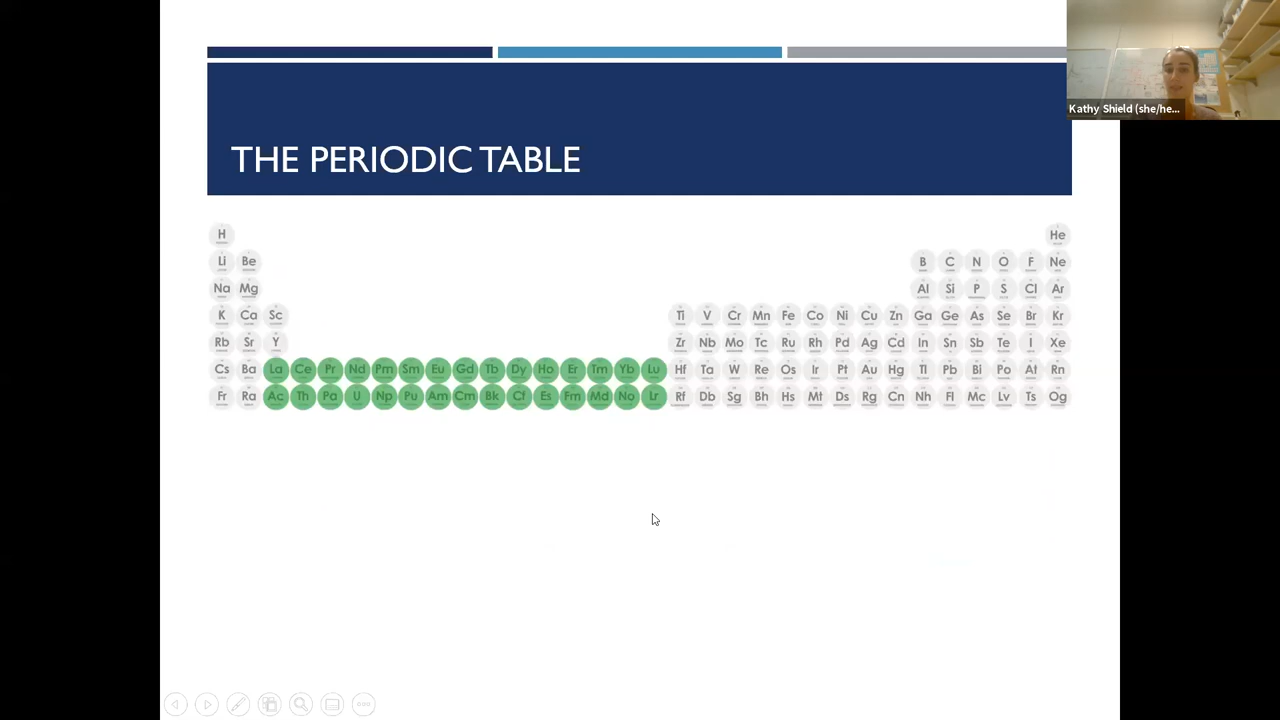 Kathy Shield (she/he...
THE PERIODIC TABLE
H He
Li Be B C N O F Ne
Na Mg Al Si P S Cl Ar
K Ca Sc Ti V Cr Mn Fe Co Ni Cu Zn Ga Ge As Se Br Kr
Rb Sr Y Zr Nb Mo Tc Ru Rh Pd Ag Cd In Sn Sb Te I Xe
Cs Ba La Ce Pr Nd Pm Sm Eu Gd Tb Dy Ho Er Tm Yb Lu Hf Ta W Re Os Ir Pt Au Hg Tl Pb Bi Po At Rn
Fr Ra Ac Th Pa U Np Pu Am Cm Bk Cf Es Fm Md No Lr Rf Db Sg Bh Hs Mt Ds Rg Cn Nh Fl Mc Lv Ts Og